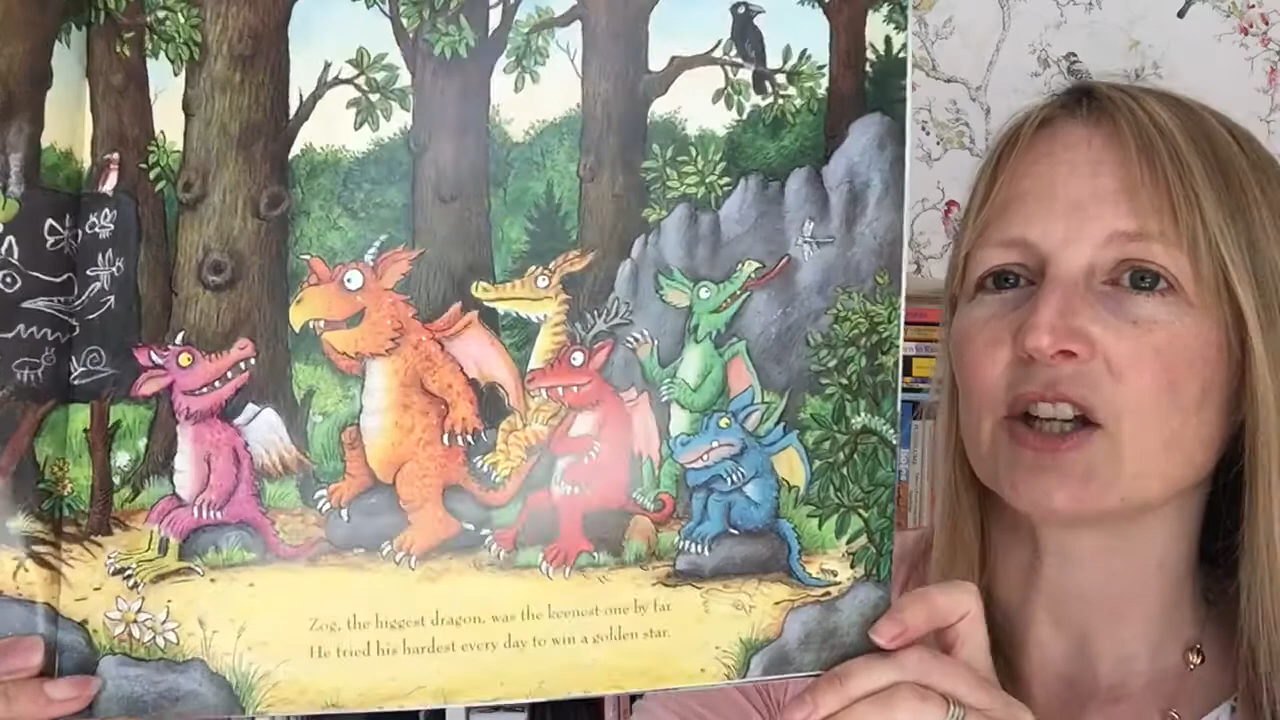 Zog, the biggest dragon, was the keenest one by far.
He tried his hardest every day to win a golden star.